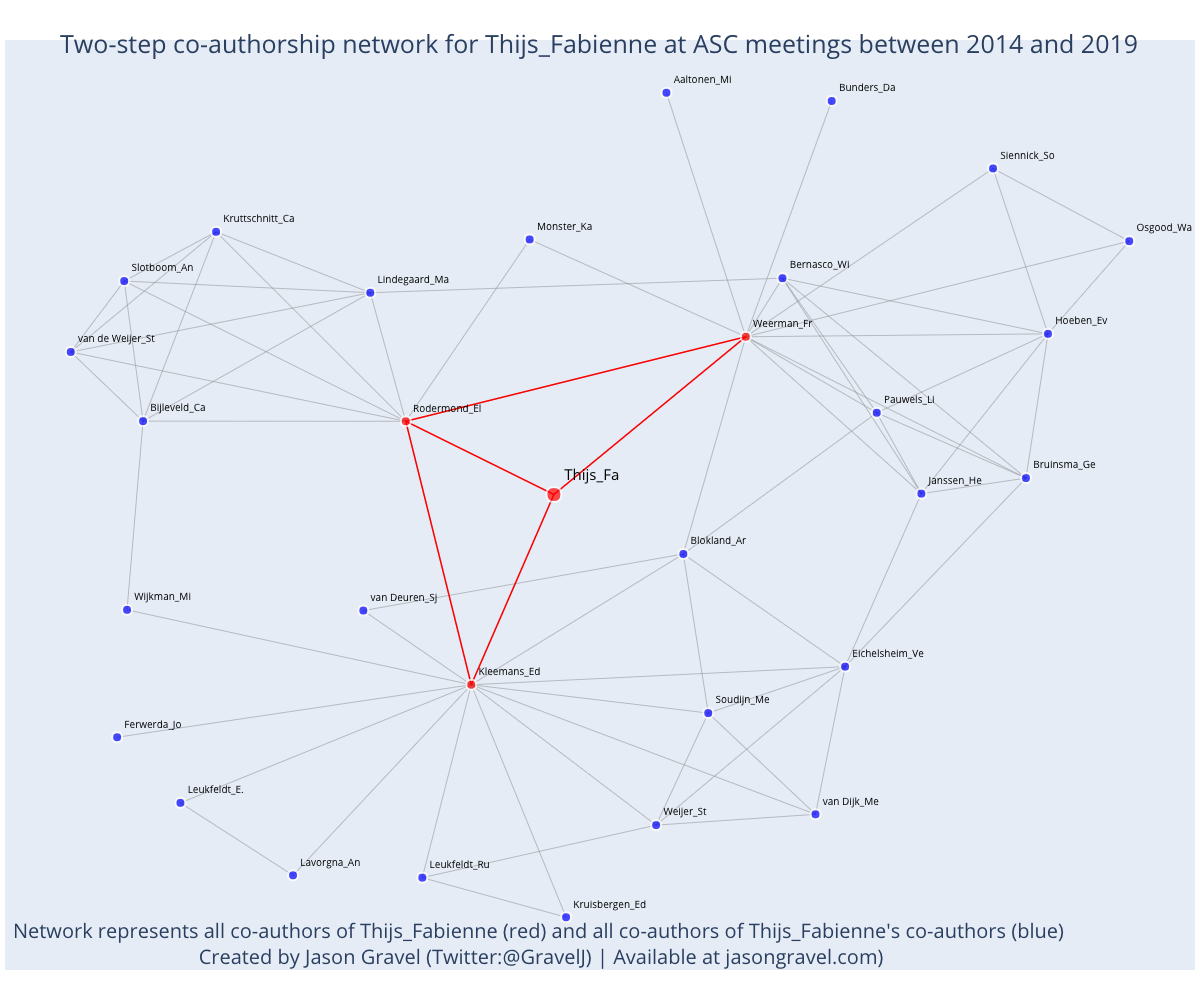 Two-step co-authorship network for Thijs_Fabienne at ASC meetings between 2014 and 2019
Aaltonen_Mi
Bunders_Da
Siennick_So
Kruttschnitt_Ca
Monster_Ka
Osgood_Wa
Slotboom_An
Bernasco_Wi
Lindegaard_Ma
Weerman_Fr
Hoeben_Ev
van de Weijer_St
Pauwels_Li
Bijleveld_Ca
Rodermond_El
Bruinsma_Ge
Thijs_Fa
Janssen_He
Blokland_Ar
Wijkman_Mi
van Deuren_Sj
Eichelsheim_Ve
Kleemans_Ed
Soudijn_Me
Ferwerda_Jo
Leukfeldt_E.
van Dijk_Me
Weijer_St
Lavorgna_An
Leukfeldt_Ru
Kruisbergen_Ed
Network represents all co-authors of Thijs_Fabienne (red) and all co-authors of Thijs_Fabienne's co-authors (blue)
Created by Jason Gravel (Twitter:@GravelJ) | Available at jasongravel.com)